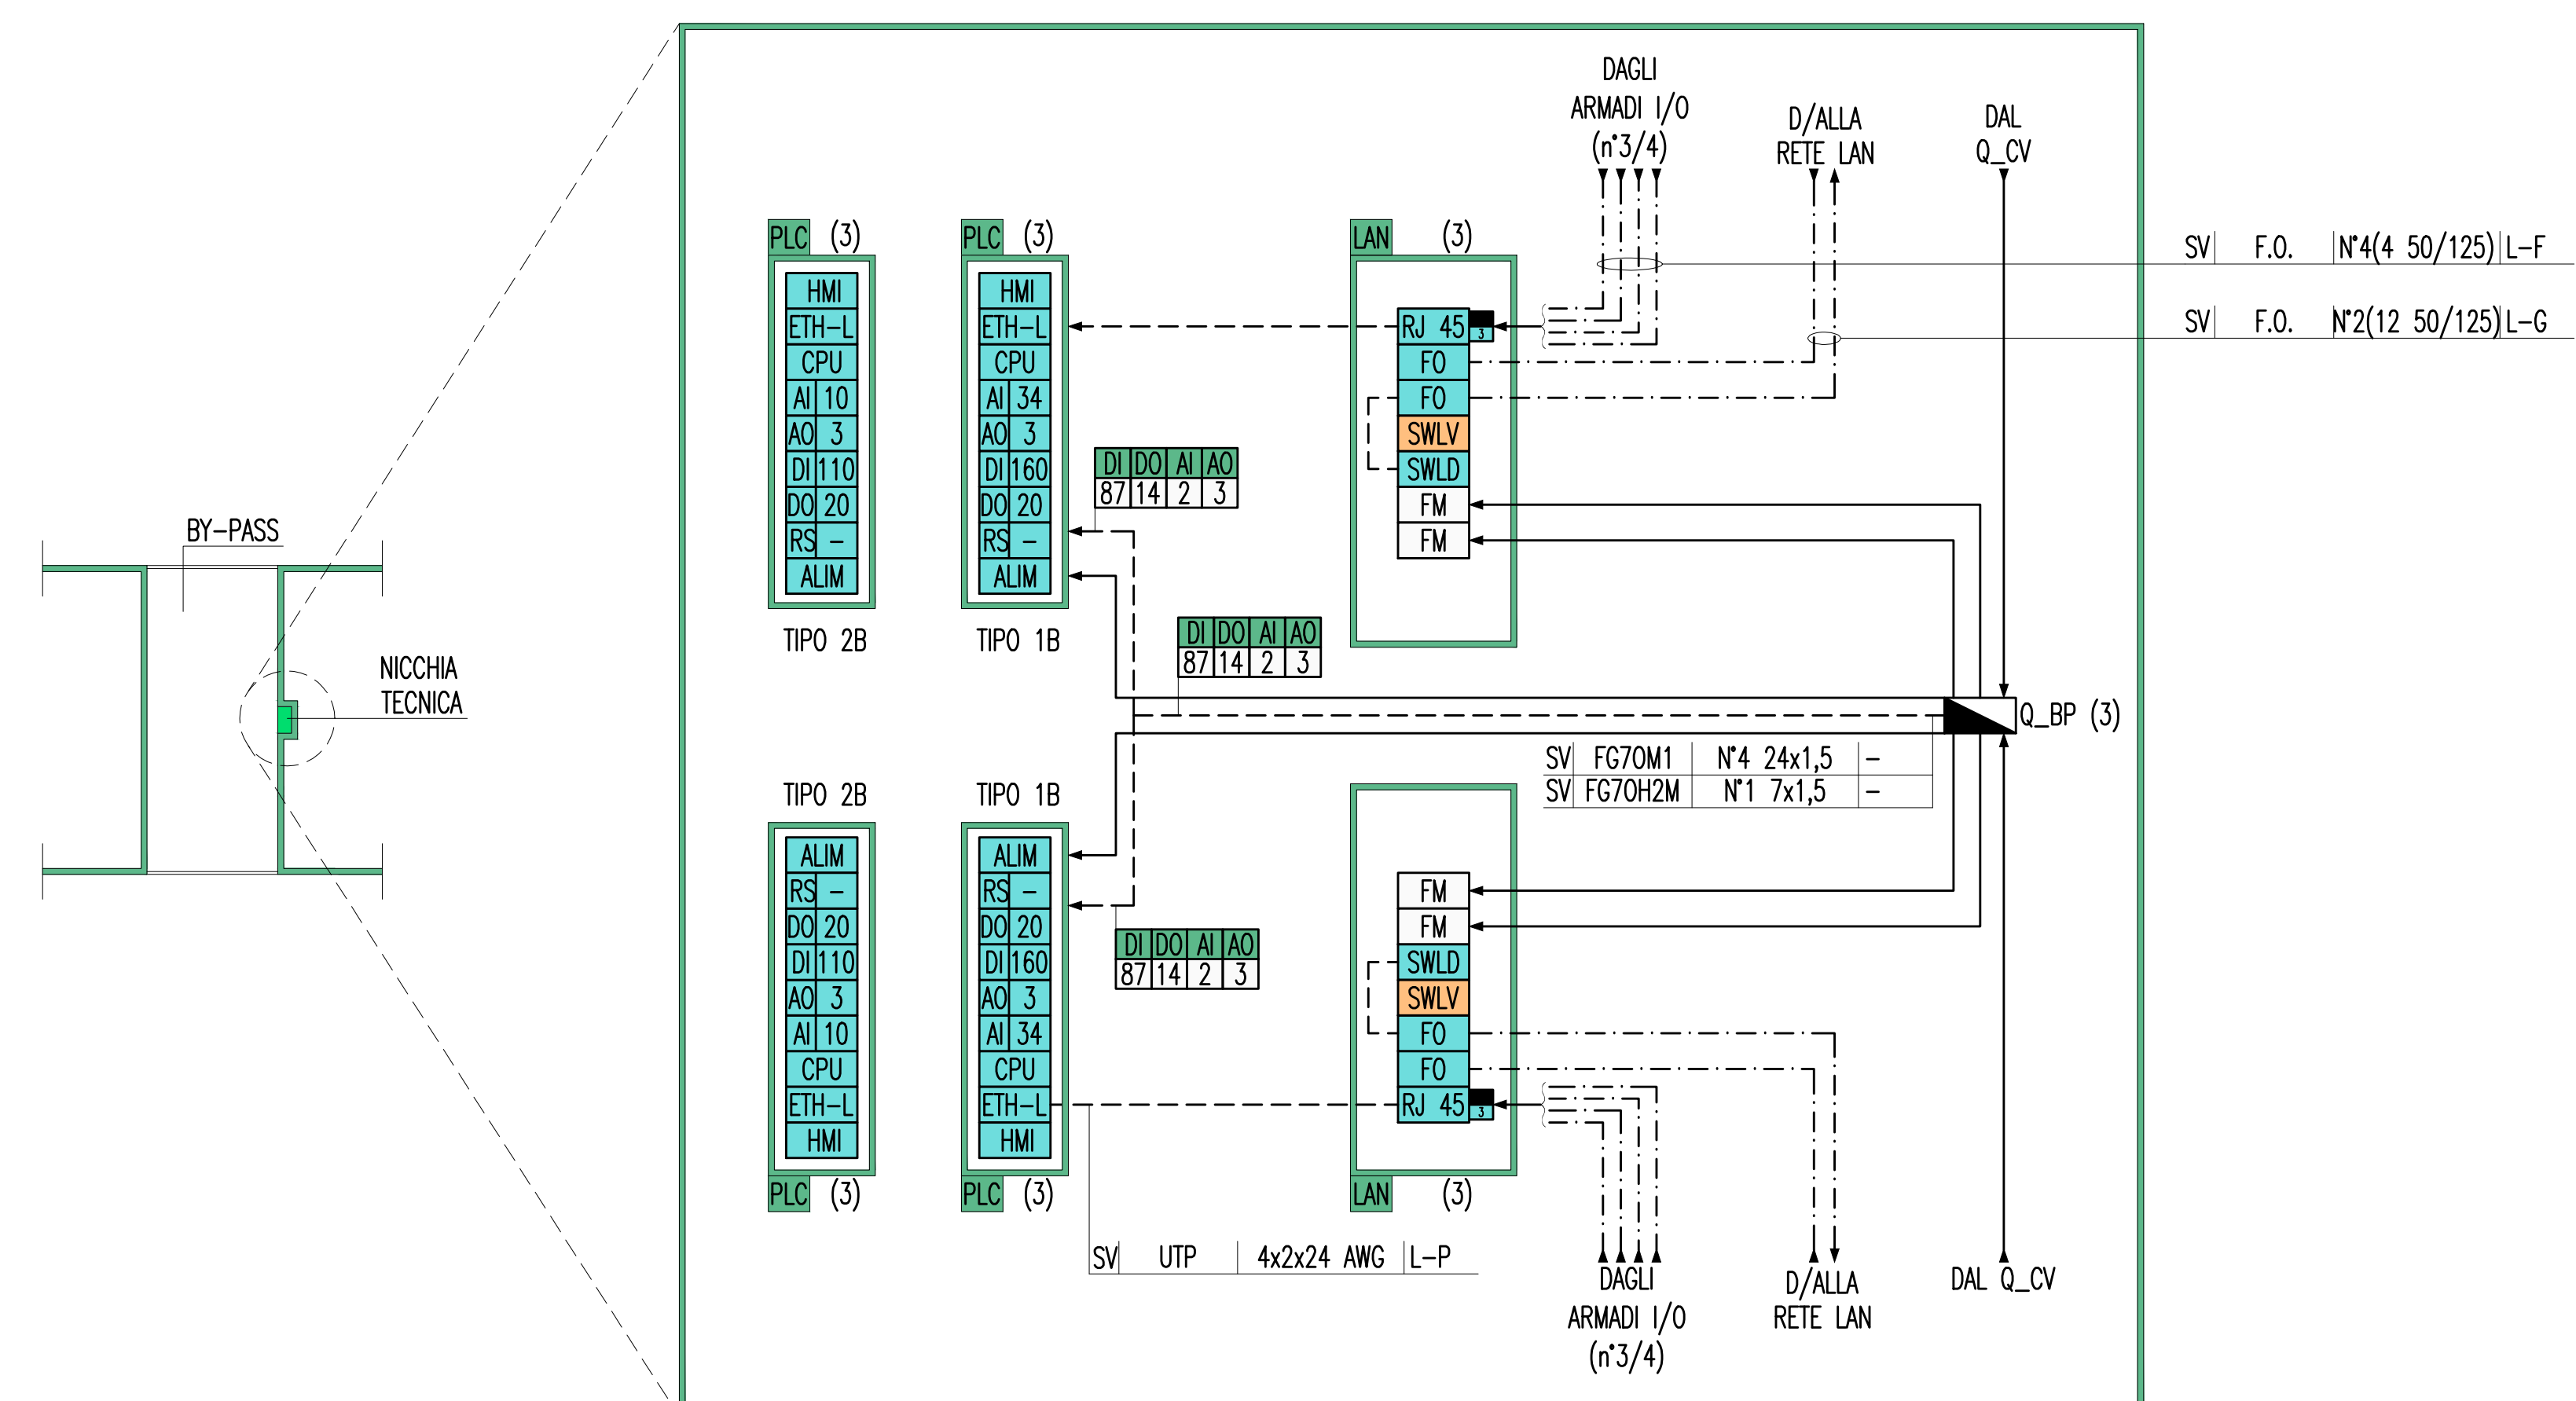 DAGLI
ARMADI I/O
(n°3/4)
D/ALLA
RETE LAN
DAL
Q_CV
SV F.O. N°4(4 50/125) L-F
SV F.O. N°2(12 50/125) L-G
PLC (3)
HMI
ETH-L
CPU
AI 10
AO 3
DI 110
DO 20
RS -
ALIM
TIPO 2B
PLC (3)
HMI
ETH-L
CPU
AI 34
AO 3
DI 160
DO 20
RS -
ALIM
TIPO 1B
DI DO AI AO
87 14 2 3
LAN (3)
RJ 45 3
FO
FO
SWLV
SWLD
FM
FM
BY-PASS
NICCHIA
TECNICA
DI DO AI AO
87 14 2 3
Q_BP (3)
SV FG7OM1 N°4 24x1,5 -
SV FG7OH2M N°1 7x1,5 -
TIPO 2B
ALIM
RS -
DO 20
DI 110
AO 3
AI 10
CPU
ETH-L
HMI
PLC (3)
TIPO 1B
ALIM
RS -
DO 20
DI 160
AO 3
AI 34
CPU
ETH-L
HMI
PLC (3)
DI DO AI AO
87 14 2 3
FM
FM
SWLD
SWLV
FO
FO
RJ 45 3
LAN (3)
SV UTP 4x2x24 AWG L-P
DAGLI
ARMADI I/O
(n°3/4)
D/ALLA
RETE LAN
DAL Q_CV